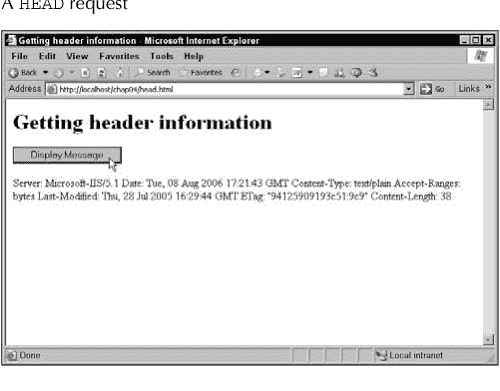 A HEAD request
Getting header information - Microsoft Internet Explorer
File Edit View Favorites Tools Help
Back Search Favorites
Address http://localhost/chap04/head.html Go Links »
Getting header information
Display Message
Server: Microsoft-IIS/5.1 Date: Tue, 08 Aug 2006 17:21:43 GMT Content-Type: text/plain Accept-Ranges:
bytes Last-Modified: Thu, 28 Jul 2005 16:29:44 GMT ETag: "94125909193c51:9e9" Content-Length: 38
Done Local intranet